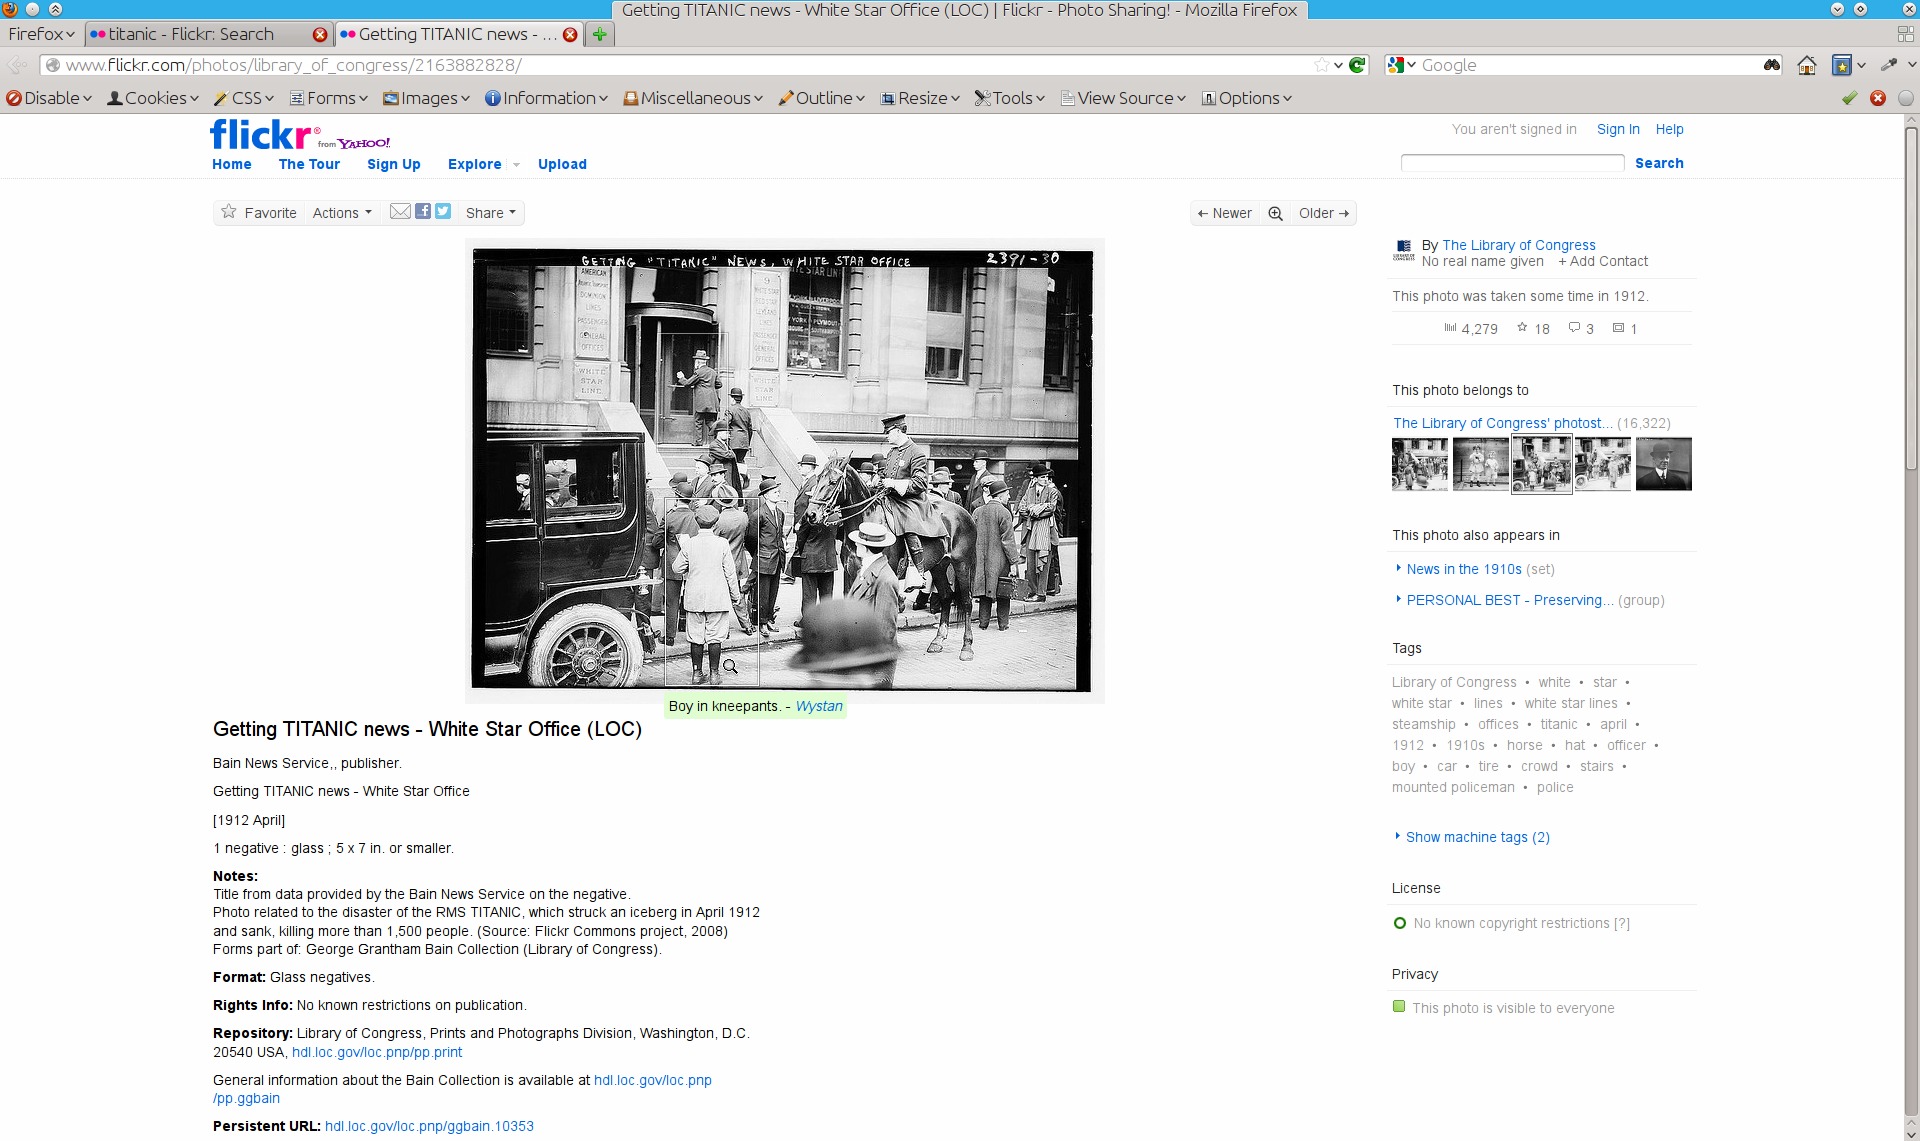 Getting TITANIC news - White Star Office (LOC) | Flickr - Photo Sharing! - Mozilla Firefox
Firefox titanic - Flickr: Search Getting TITANIC news - ...
www.flickr.com/photos/library_of_congress/2163882828/ Google
Disable Cookies CSS Forms Images Information Miscellaneous Outline Resize Tools View Source Options
flickr from YAHOO!
You aren't signed in Sign In Help
Home The Tour Sign Up Explore Upload
Search
Favorite Actions Share
← Newer Older →
GETTING "TITANIC" NEWS, WHITE STAR OFFICE 2391-30
AMERICAN
DOMINION
LINES
PASSENGER
GENERAL
OFFICES
WHITE
STAR
LINE
By The Library of Congress
No real name given + Add Contact
This photo was taken some time in 1912.
4,279 18 3 1
This photo belongs to
The Library of Congress' photost... (16,322)
This photo also appears in
News in the 1910s (set)
PERSONAL BEST - Preserving... (group)
Tags
Library of Congress • white • star •
white star • lines • white star lines •
steamship • offices • titanic • april •
1912 • 1910s • horse • hat • officer •
boy • car • tire • crowd • stairs •
mounted policeman • police
Show machine tags (2)
License
No known copyright restrictions [?]
Privacy
This photo is visible to everyone
Boy in kneepants. - Wystan
Getting TITANIC news - White Star Office (LOC)
Bain News Service,, publisher.
Getting TITANIC news - White Star Office
[1912 April]
1 negative : glass ; 5 x 7 in. or smaller.
Notes:
Title from data provided by the Bain News Service on the negative.
Photo related to the disaster of the RMS TITANIC, which struck an iceberg in April 1912
and sank, killing more than 1,500 people. (Source: Flickr Commons project, 2008)
Forms part of: George Grantham Bain Collection (Library of Congress).
Format: Glass negatives.
Rights Info: No known restrictions on publication.
Repository: Library of Congress, Prints and Photographs Division, Washington, D.C.
20540 USA, hdl.loc.gov/loc.pnp/pp.print
General information about the Bain Collection is available at hdl.loc.gov/loc.pnp
/pp.ggbain
Persistent URL: hdl.loc.gov/loc.pnp/ggbain.10353